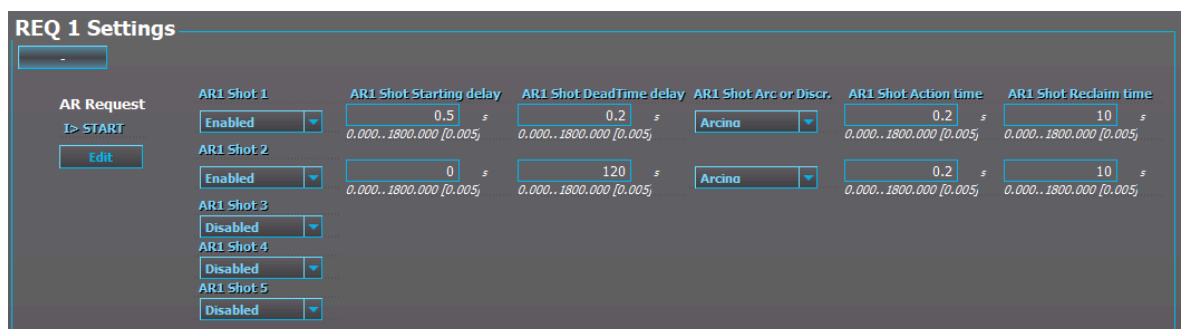 REQ 1 Settings
-
AR1 Shot 1 AR1 Shot Starting delay AR1 Shot DeadTime delay AR1 Shot Arc or Discr. AR1 Shot Action time AR1 Shot Reclaim time
AR Request
Enabled 0.5 s 0.2 s Arcing 0.2 s 10 s
I> START
0.000..1800.000 [0.005] 0.000..1800.000 [0.005] 0.000..1800.000 [0.005] 0.000..1800.000 [0.005]
Edit
AR1 Shot 2
Enabled 0 s 120 s Arcing 0.2 s 10 s
0.000..1800.000 [0.005] 0.000..1800.000 [0.005] 0.000..1800.000 [0.005] 0.000..1800.000 [0.005]
AR1 Shot 3
Disabled
AR1 Shot 4
Disabled
AR1 Shot 5
Disabled